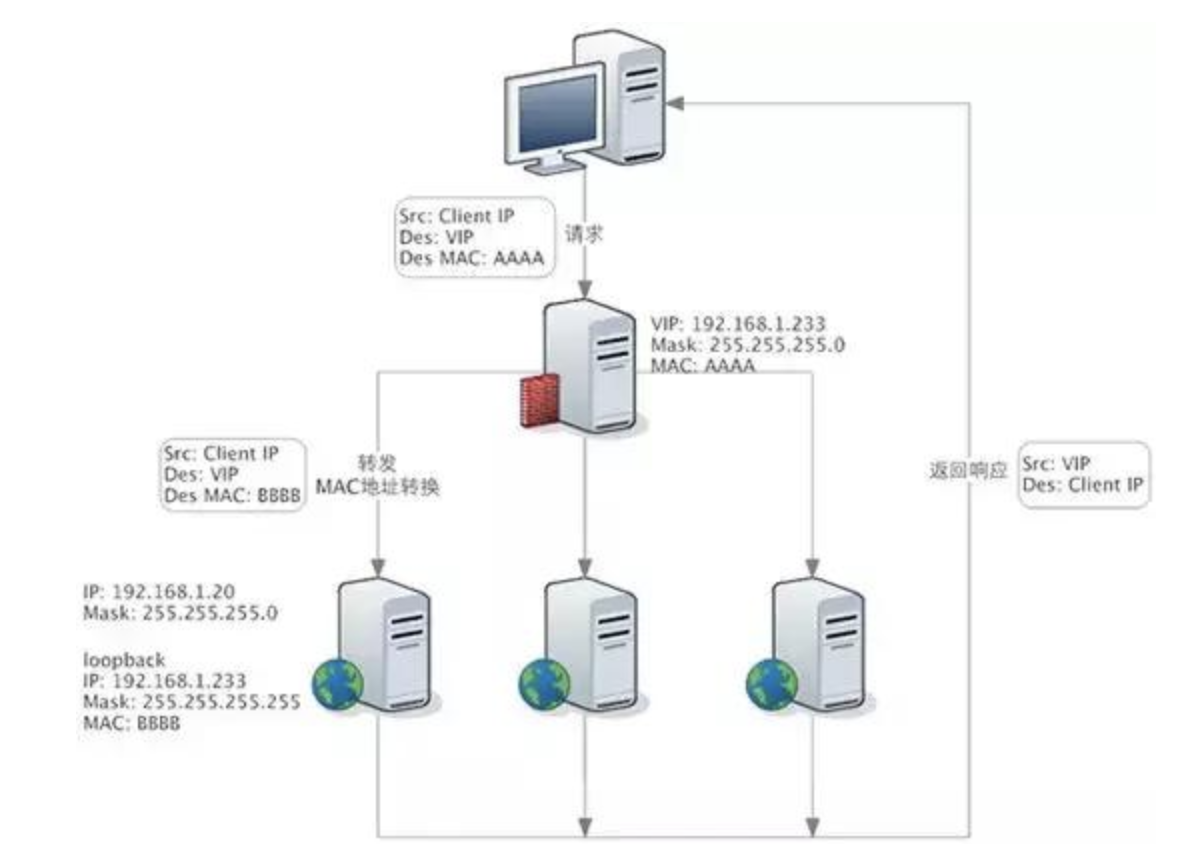 Src: Client IP
Des: VIP
Des MAC: AAAA
请求
VIP: 192.168.1.233
Mask: 255.255.255.0
MAC: AAAA
Src: Client IP
Des: VIP
Des MAC: BBBB
转发
MAC地址转换
返回响应
Src: VIP
Des: Client IP
IP: 192.168.1.20
Mask: 255.255.255.0
loopback
IP: 192.168.1.233
Mask: 255.255.255.255
MAC: BBBB